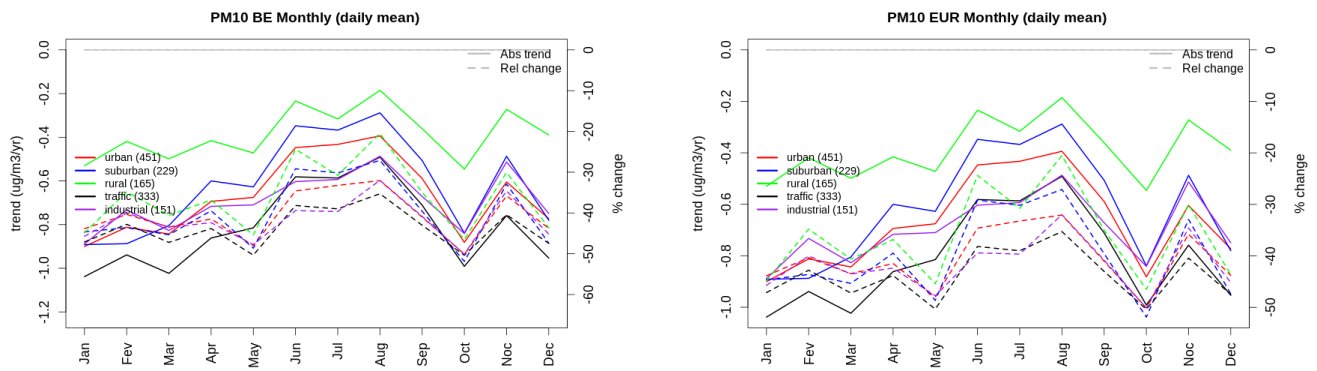 PM10 BE Monthly (daily mean)
trend (ug/m3/yr)
0.0
-0.2
-0.4
-0.6
-0.8
-1.0
-1.2
Abs trend
Rel change
urban (451)
suburban (229)
rural (165)
traffic (333)
industrial (151)
0
-10
-20
-30
-40
-50
-60
% change
Jan
Fev
Mar
Apr
May
Jun
Jul
Aug
Sep
Oct
Noc
Dec
PM10 EUR Monthly (daily mean)
trend (ug/m3/yr)
0.0
-0.2
-0.4
-0.6
-0.8
-1.0
Abs trend
Rel change
urban (451)
suburban (229)
rural (165)
traffic (333)
industrial (151)
0
-10
-20
-30
-40
-50
% change
Jan
Fev
Mar
Apr
May
Jun
Jul
Aug
Sep
Oct
Noc
Dec